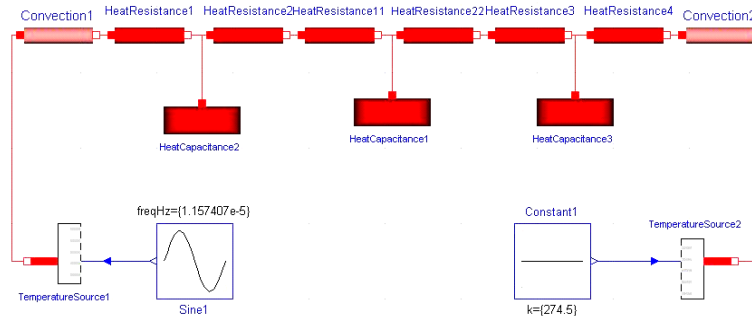 Convection1
HeatResistance1
HeatResistance2
HeatResistance11
HeatResistance22
HeatResistance3
HeatResistance4
Convection2
HeatCapacitance2
HeatCapacitance1
HeatCapacitance3
freqHz={1.157407e-5}
Constant1
TemperatureSource2
TemperatureSource1
Sine1
k={274.5}